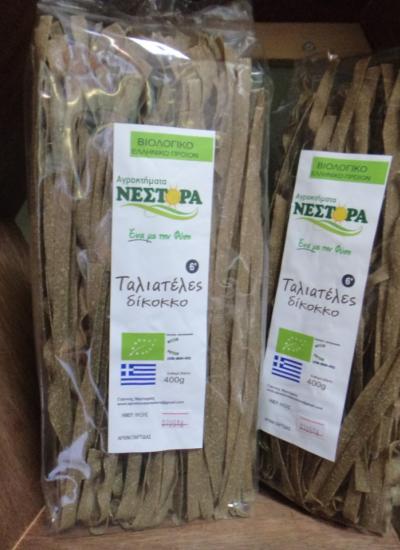 ΒΙΟΛΟΓΙΚΟ
ΕΛΛΗΝΙΚΟ ΠΡΟΪΟΝ
Αγροκτήματα
ΝΕΣΤΟΡΑ
Ένα με την Φύση
6
Ταλιατέλες
δίκοκκο
400g
ΒΙΟΛΟΓΙΚΟ
ΕΛΛΗΝΙΚΟ ΠΡΟΪΟΝ
Αγροκτήματα
ΝΕΣΤΟΡΑ
Ένα με την Φύση
6
Ταλιατέλες
δίκοκκο
400g